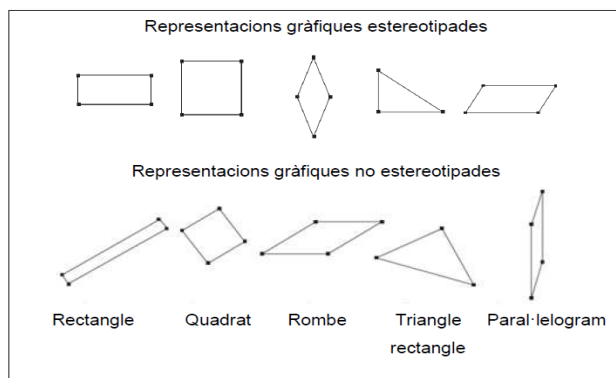 Representacions gràfiques estereotipades
Representacions gràfiques no estereotipades
Rectangle
Quadrat
Rombe
Triangle
rectangle
Paral·lelogram